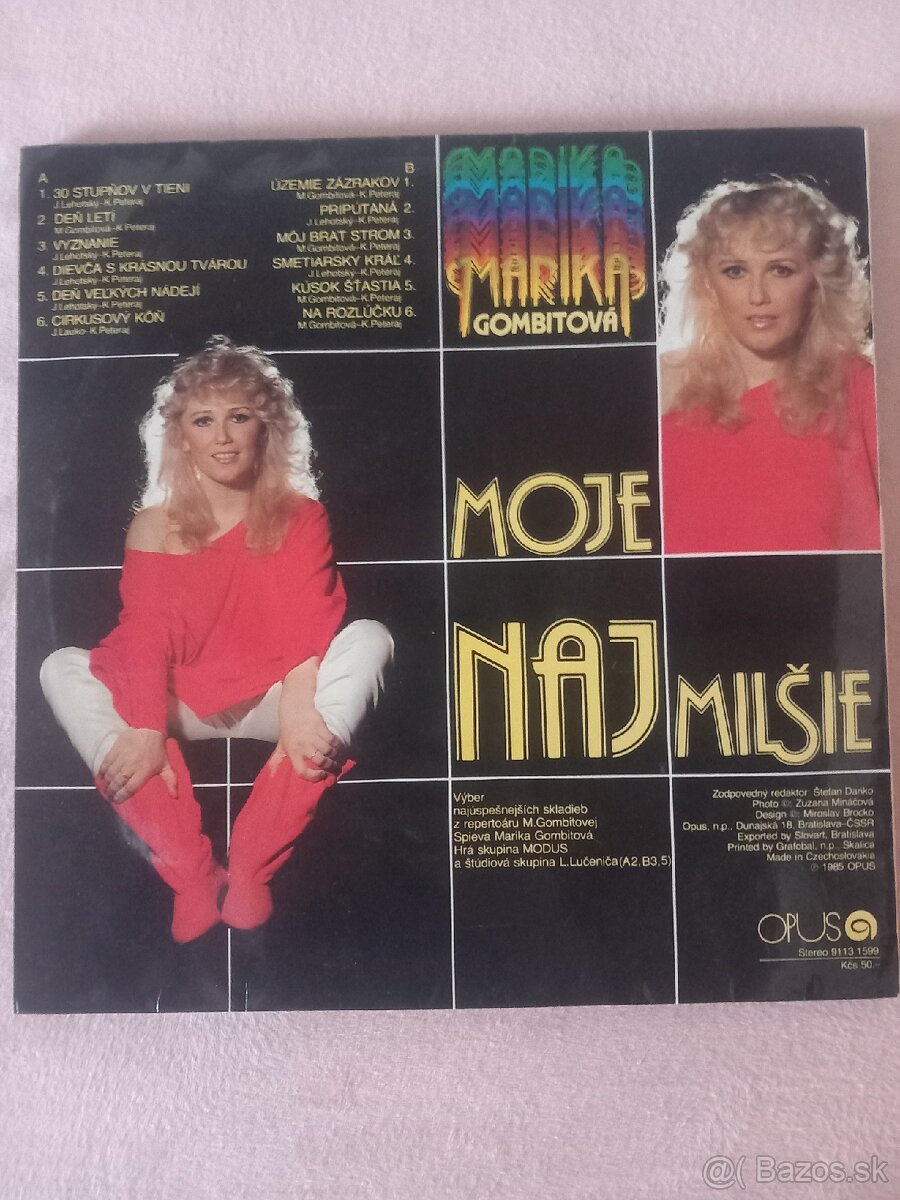 A
1. 30 STUPŇOV V TIENI
J.Lehotský-K.Peteraj
2 DEŇ LETÍ
M.Gombitová-K.Peteraj
3. VYZNANIE
J.Lehotský-K.Peteraj
4. DIEVČA S KRÁSNOU TVÁROU
J.Lehotský-K.Peteraj
5. DEŇ VEĽKÝCH NÁDEJÍ
J.Lehotský-K.Peteraj
6. CIRKUSOVÝ KÔŇ
J.Lauko-K.Peteraj
B
ÚZEMIE ZÁZRAKOV 1.
M.Gombitová-K.Peteraj
PRIPÚTANÁ 2.
J.Lehotský-K.Peteraj
MÔJ BRAT STROM 3.
M.Gombitová-K.Peteraj
SMETIARSKY KRÁĽ 4.
J.Lehotský-K.Peteraj
KUSOK ŠŤASTIA 5.
M.Gombitová-K.Peteraj
NA ROZLÚČKU 6.
M.Gombitová-K.Peteraj
MARIKA
GOMBITOVÁ
MOJE
NAJ
MILŠIE
Výber
najúspešnejších skladieb
z repertoáru M.Gombitovej
Spieva Marika Gombitová
Hrá skupina MODUS
a štúdiová skupina L.Lučeniča(A2,B3,5)
Zodpovedný redaktor: Štefan Danko
Photo ©: Zuzana Mináčová
Design ©: Miroslav Brocko
Opus, n.p., Dunajská 18, Bratislava-ČSSR
Exported by Slovart, Bratislava
Printed by Grafobal, n.p., Skalica
Made in Czechoslovakia
℗ 1985 OPUS
OPUS
Stereo 9113 1599
Kčs 50,-
@( Bazos.sk